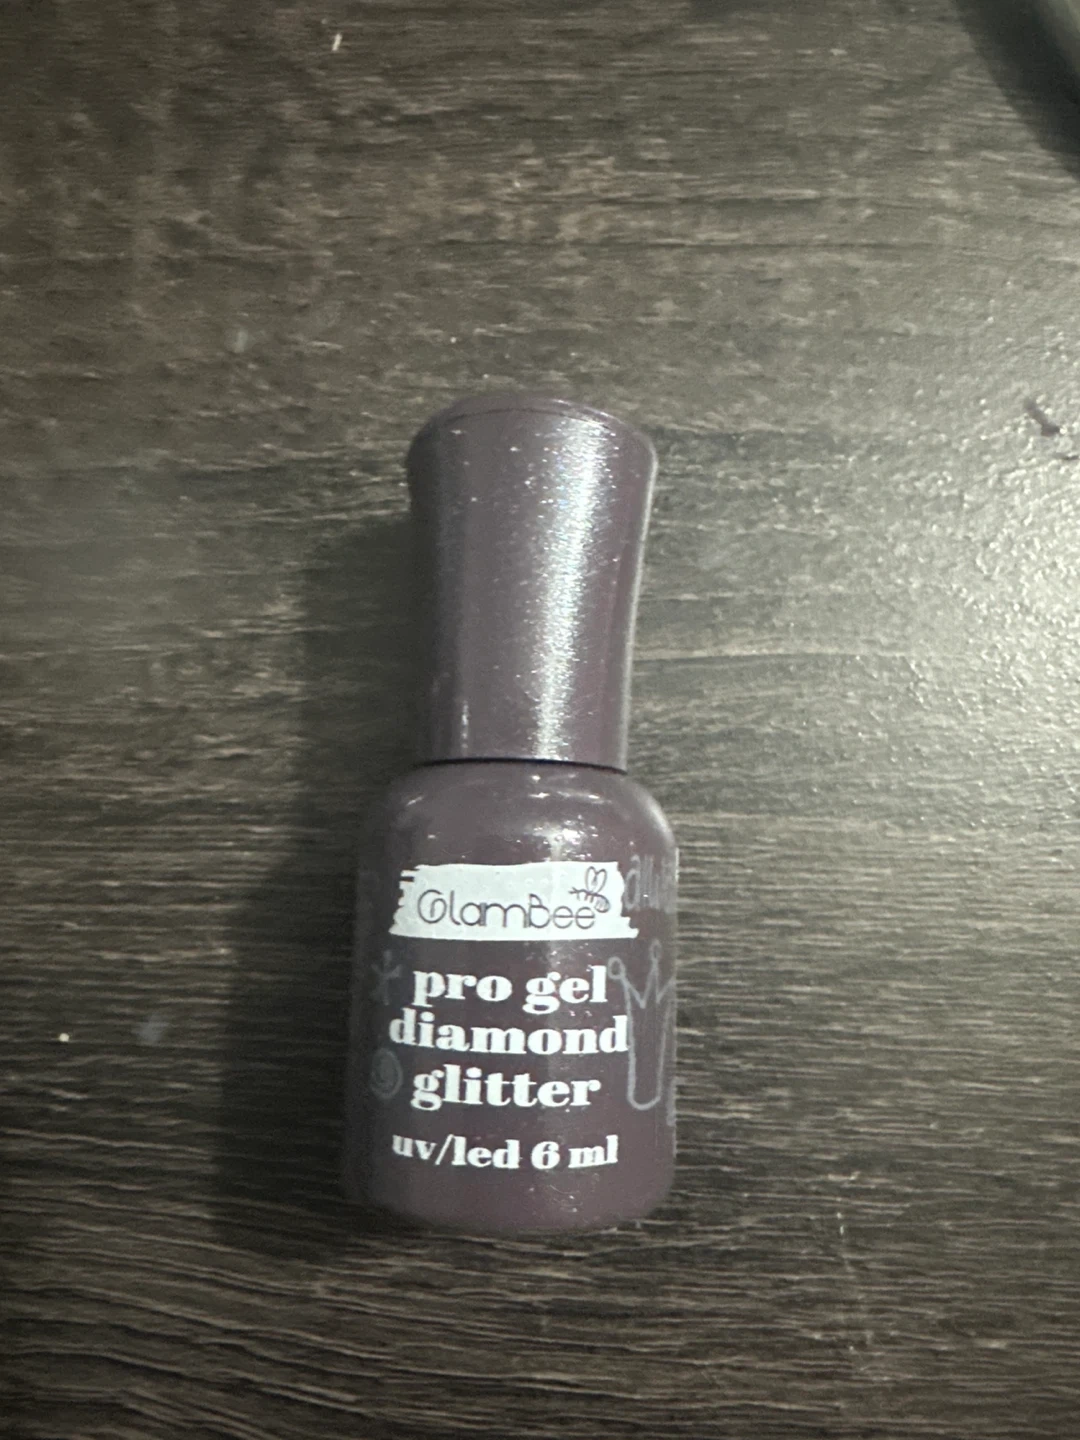 GlamBee
pro gel
diamond
glitter
uv/led 6 ml